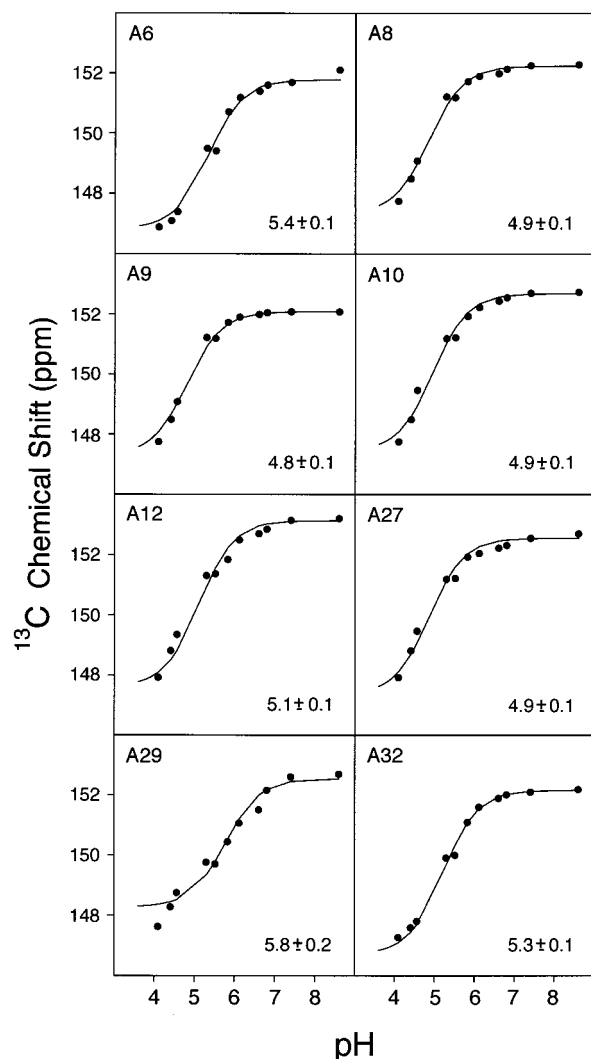 A6
A8
152
150
148
5.4±0.1
4.9±0.1
A9
A10
152
150
148
4.8±0.1
4.9±0.1
A12
A27
152
150
148
5.1±0.1
4.9±0.1
A29
A32
152
150
148
5.8±0.2
5.3±0.1
4 5 6 7 8 4 5 6 7 8
pH
13C Chemical Shift (ppm)